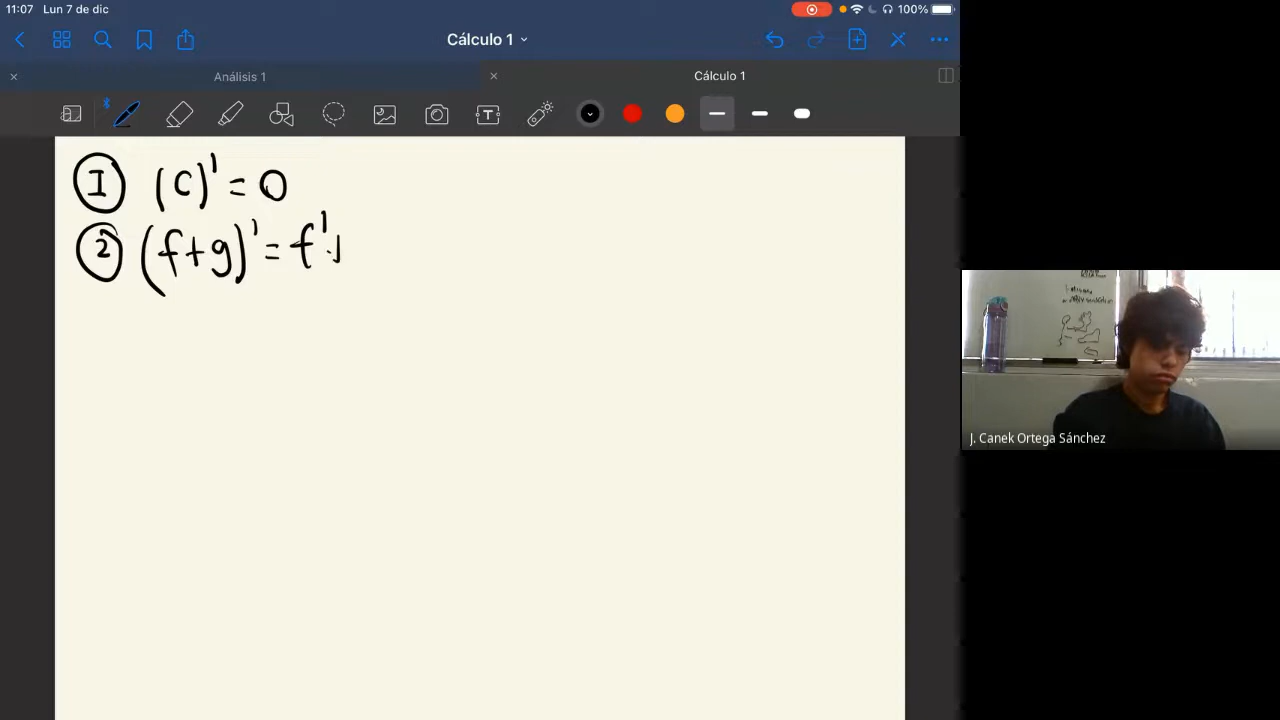 11:07 Lun 7 de dic
100%
Cálculo 1
Análisis 1
Cálculo 1
T
① (C)' = 0
② (f+g)' = f'
J. Canek Ortega Sánchez